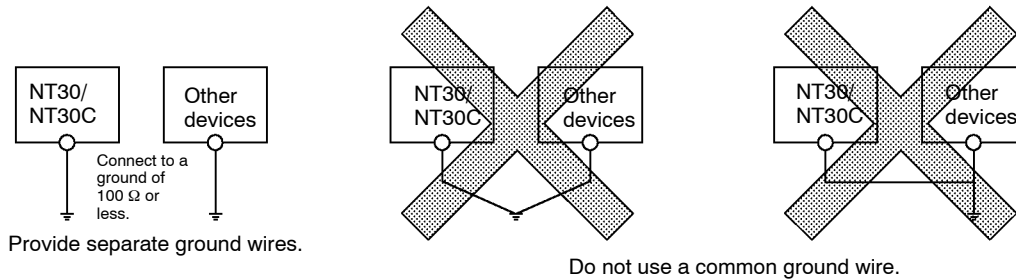 NT30/
NT30C
Other
devices
Connect to a
ground of
100 Ω or
less.
Provide separate ground wires.
NT30/
NT30C
Other
devices
NT30/
NT30C
Other
devices
Do not use a common ground wire.